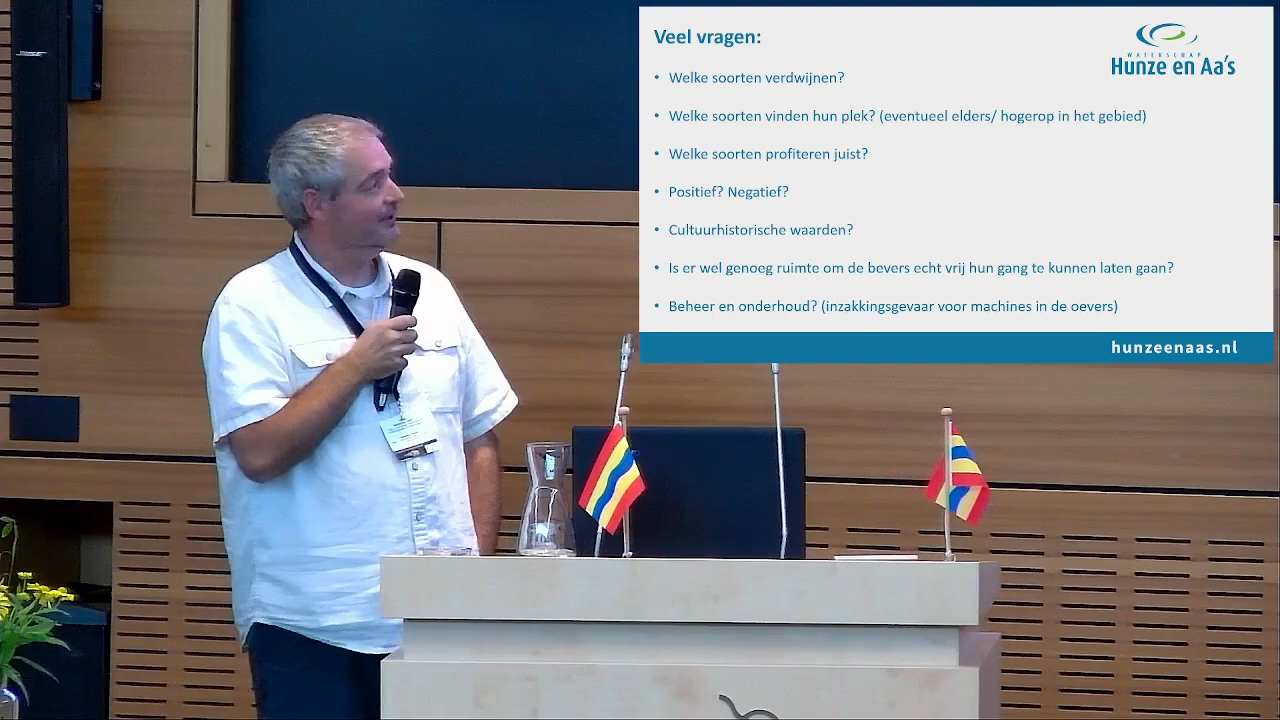 Veel vragen:
WATERSCHAP
Hunze en Aa's
• Welke soorten verdwijnen?
• Welke soorten vinden hun plek? (eventueel elders/ hogerop in het gebied)
• Welke soorten profiteren juist?
• Positief? Negatief?
• Cultuurhistorische waarden?
• Is er wel genoeg ruimte om de bevers echt vrij hun gang te kunnen laten gaan?
• Beheer en onderhoud? (inzakkingsgevaar voor machines in de oevers)
hunzeenaas.nl